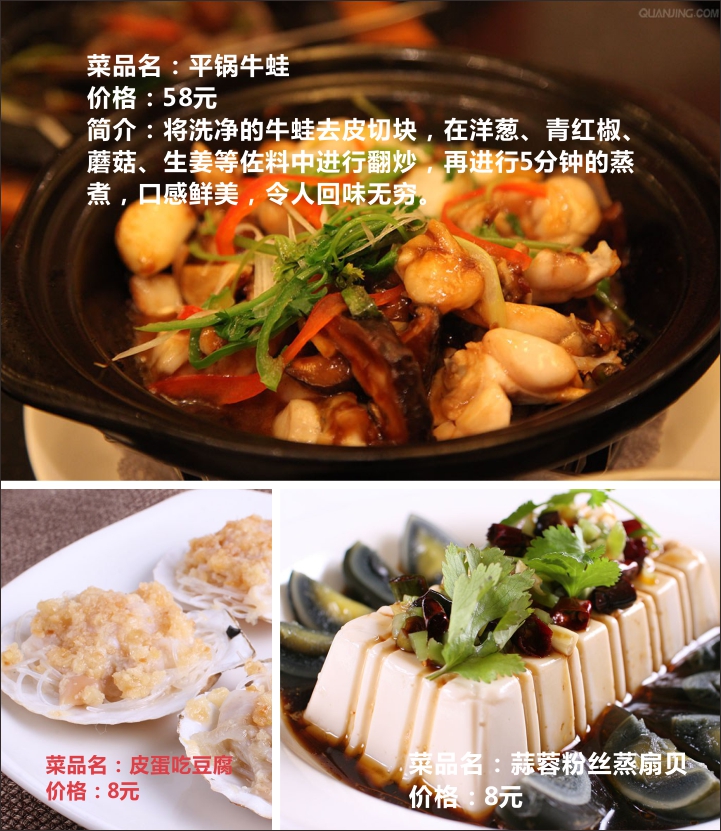 QUANJING.COM
菜品名：平锅牛蛙
价格：58元
简介：将洗净的牛蛙去皮切块，在洋葱、青红椒、
蘑菇、生姜等佐料中进行翻炒，再进行5分钟的蒸
煮，口感鲜美，令人回味无穷。
菜品名：皮蛋吃豆腐
价格：8元
菜品名：蒜蓉粉丝蒸扇贝
价格：8元